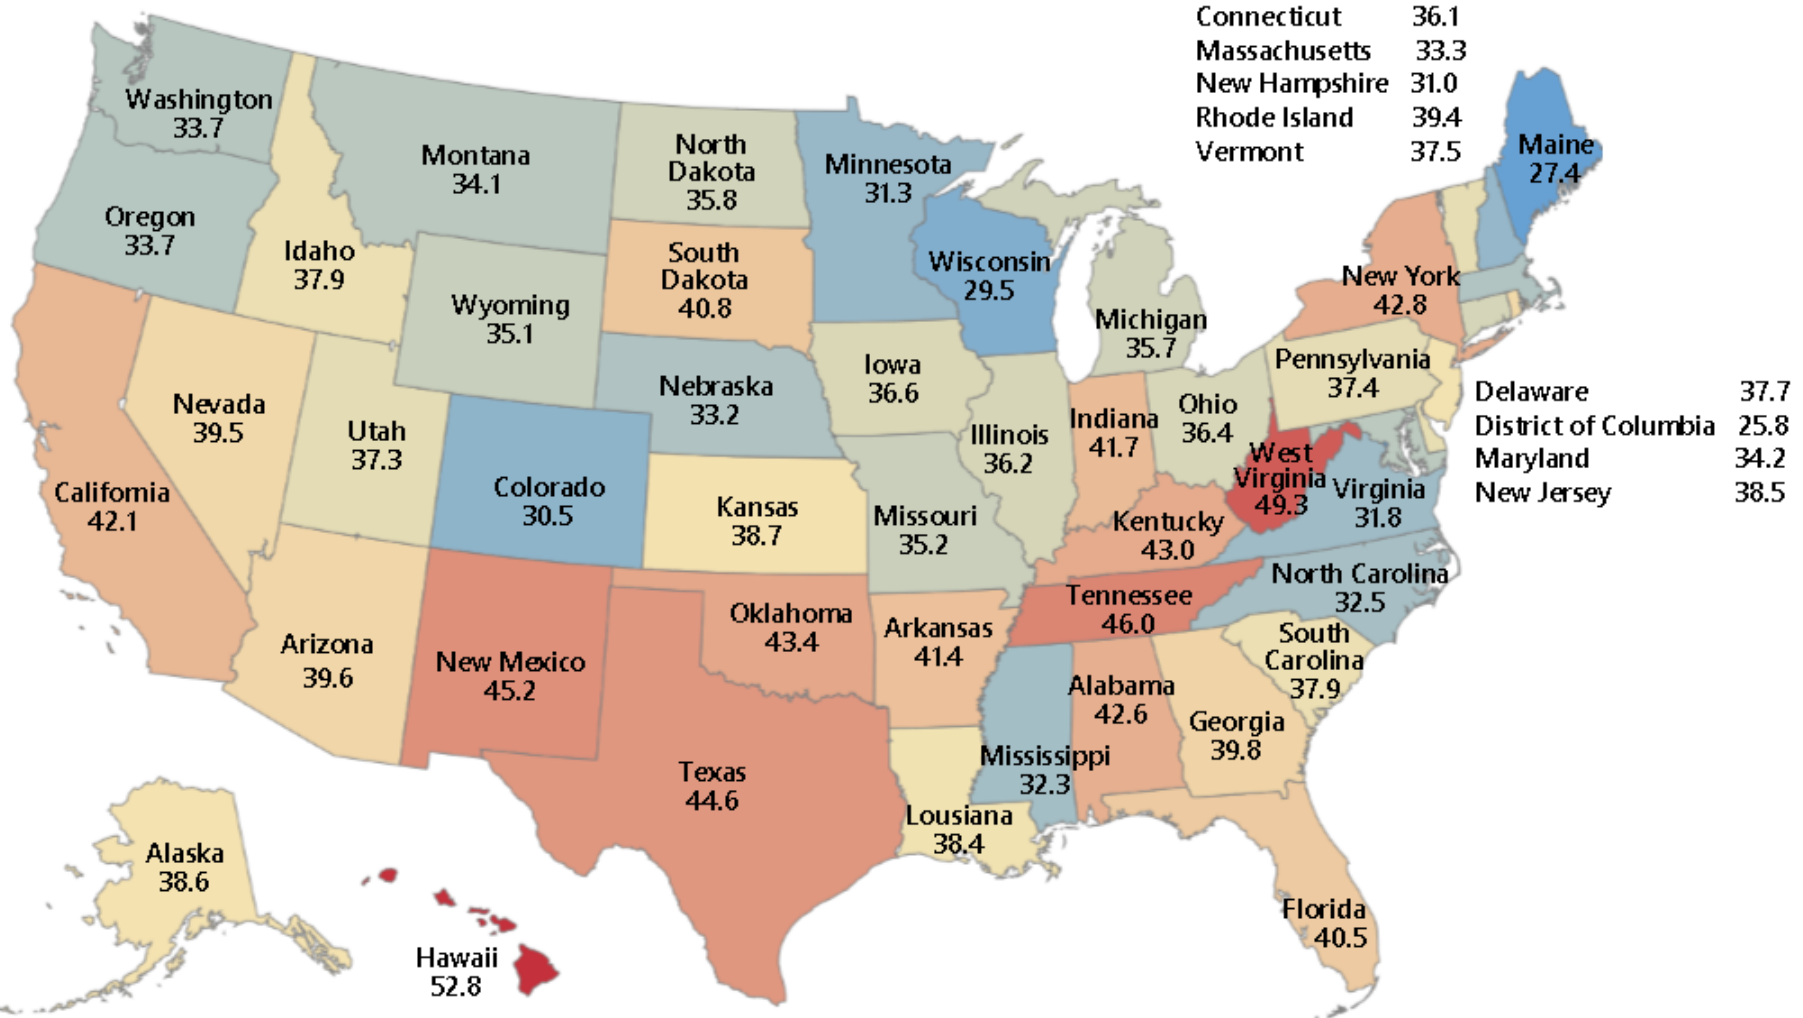 Connecticut 36.1
Massachusetts 33.3
New Hampshire 31.0
Rhode Island 39.4
Vermont 37.5
Washington
33.7
Montana
34.1
North
Dakota
35.8
Minnesota
31.3
Maine
27.4
Oregon
33.7
Idaho
37.9
Wyoming
35.1
South
Dakota
40.8
Wisconsin
29.5
Michigan
35.7
New York
42.8
Nevada
39.5
Utah
37.3
Nebraska
33.2
Iowa
36.6
Illinois
36.2
Indiana
41.7
Ohio
36.4
Pennsylvania
37.4
Delaware 37.7
District of Columbia 25.8
Maryland 34.2
New Jersey 38.5
California
42.1
Colorado
30.5
Kansas
38.7
Missouri
35.2
Kentucky
43.0
West
Virginia
49.3
Virginia
31.8
Arizona
39.6
New Mexico
45.2
Oklahoma
43.4
Arkansas
41.4
Tennessee
46.0
North Carolina
32.5
South
Carolina
37.9
Texas
44.6
Lousiana
38.4
Mississippi
32.3
Alabama
42.6
Georgia
39.8
Florida
40.5
Alaska
38.6
Hawaii
52.8